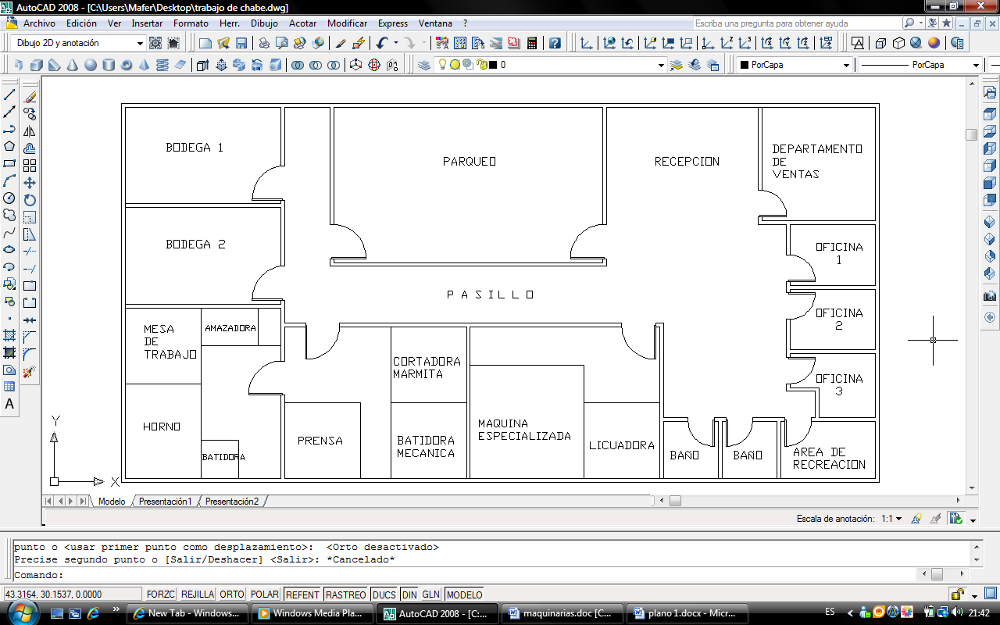 AutoCAD 2008 - [C:\Users\Mafer\Desktop\trabajo de chabe.dwg]
Archivo Edición Ver Insertar Formato Herr. Dibujo Acotar Modificar Express Ventana ? Escriba una pregunta para obtener ayuda
Dibujo 2D y anotación
0 PorCapa PorCapa
BODEGA 1
PARQUEO
RECEPCION
DEPARTAMENTO
DE
VENTAS
BODEGA 2
OFICINA
1
PASILLO
OFICINA
2
MESA
DE
TRABAJO
AMAZADORA
CORTADORA
MARMITA
OFICINA
3
HORNO
PRENSA
BATIDORA
MECANICA
MAQUINA
ESPECIALIZADA
LICUADORA
BATIDORA
BAÑO
BAÑO
AREA DE
RECREACION
Y
X
Modelo Presentación1 Presentación2
Escala de anotación: 1:1
punto o <usar primer punto como desplazamiento>: <Orto desactivado>
Precise segundo punto o [Salir/Deshacer] <Salir>: *Cancelado*
Comando:
43.3164, 30.1537, 0.0000 FORZC REJILLA ORTO POLAR REFENT RASTREO DUCS DIN GLN MODELO
» New Tab - Windows... Windows Media Pla... AutoCAD 2008 - [C:... maquinarias.doc [C... plano 1.docx - Micr... ES 21:42